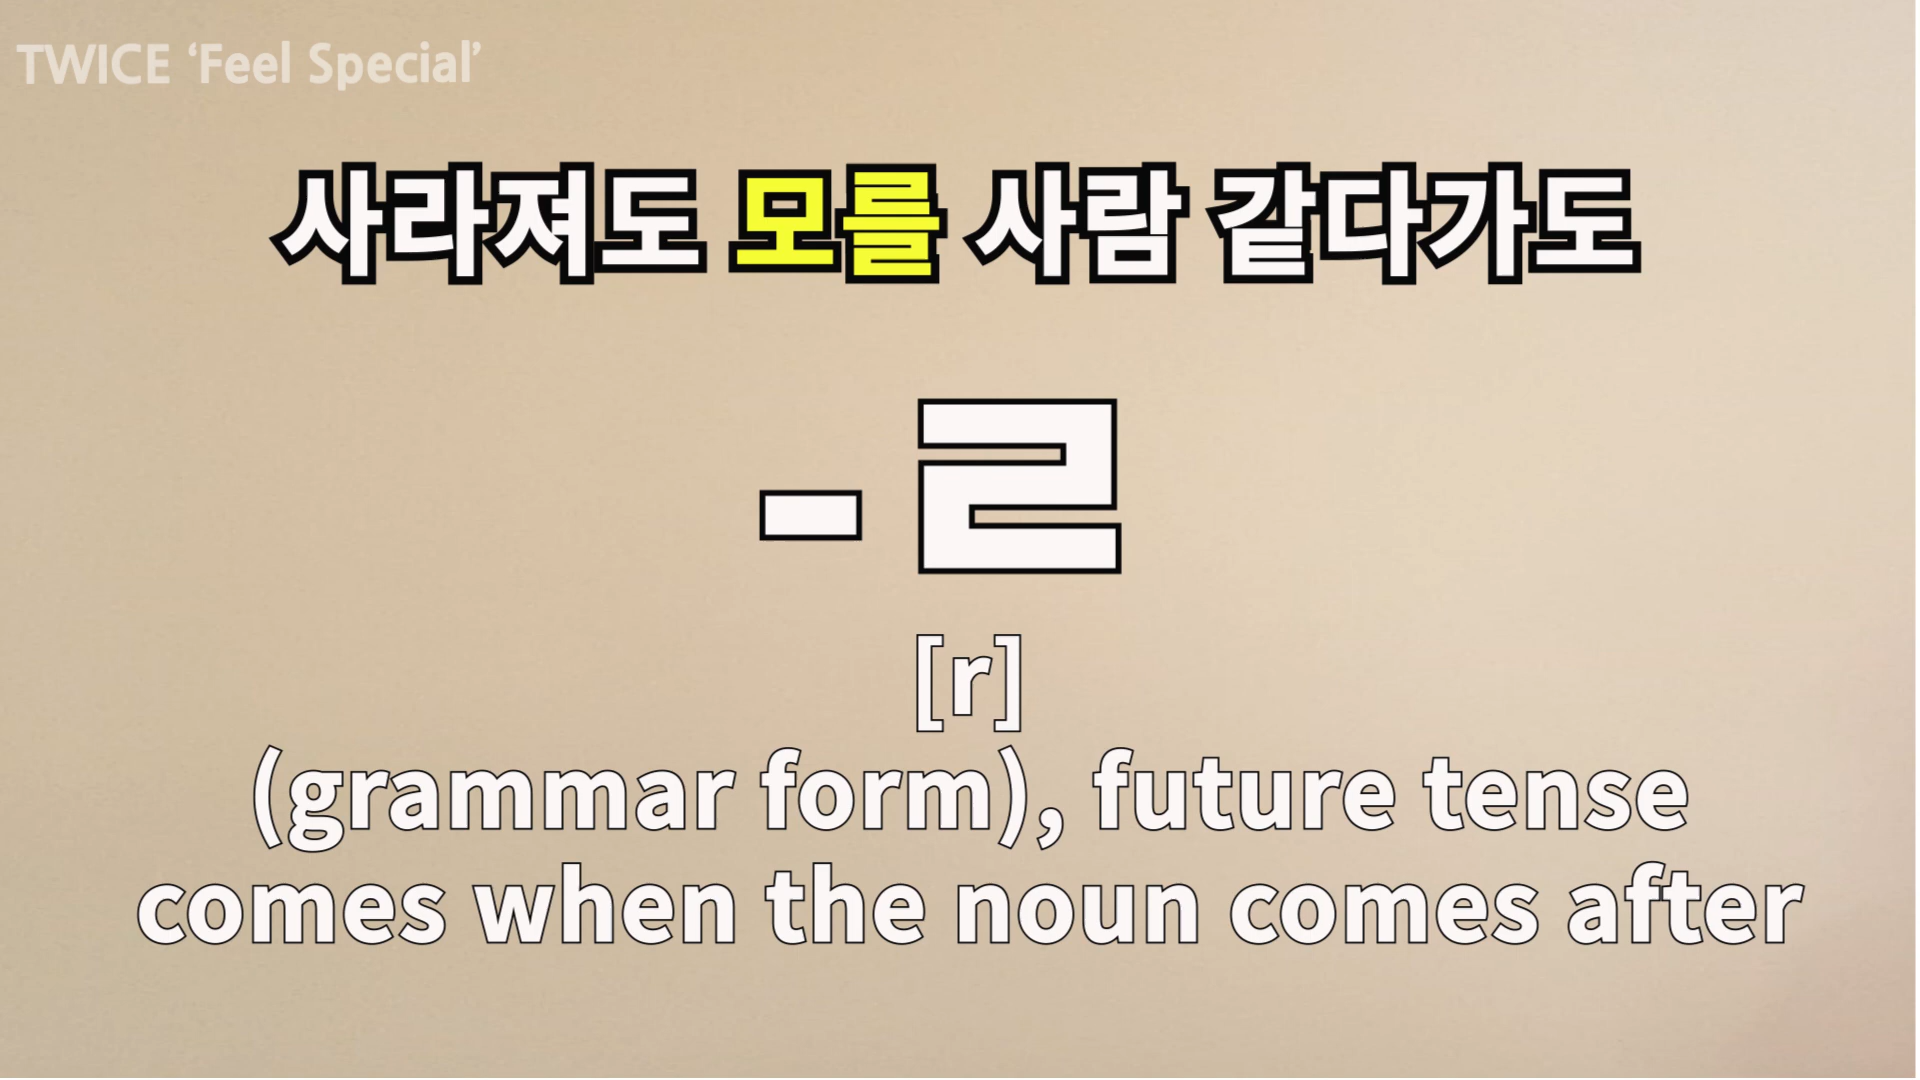 TWICE ‘Feel Special’
사라져도 모를 사람 같다가도
- ㄹ
[r]
(grammar form), future tense
comes when the noun comes after